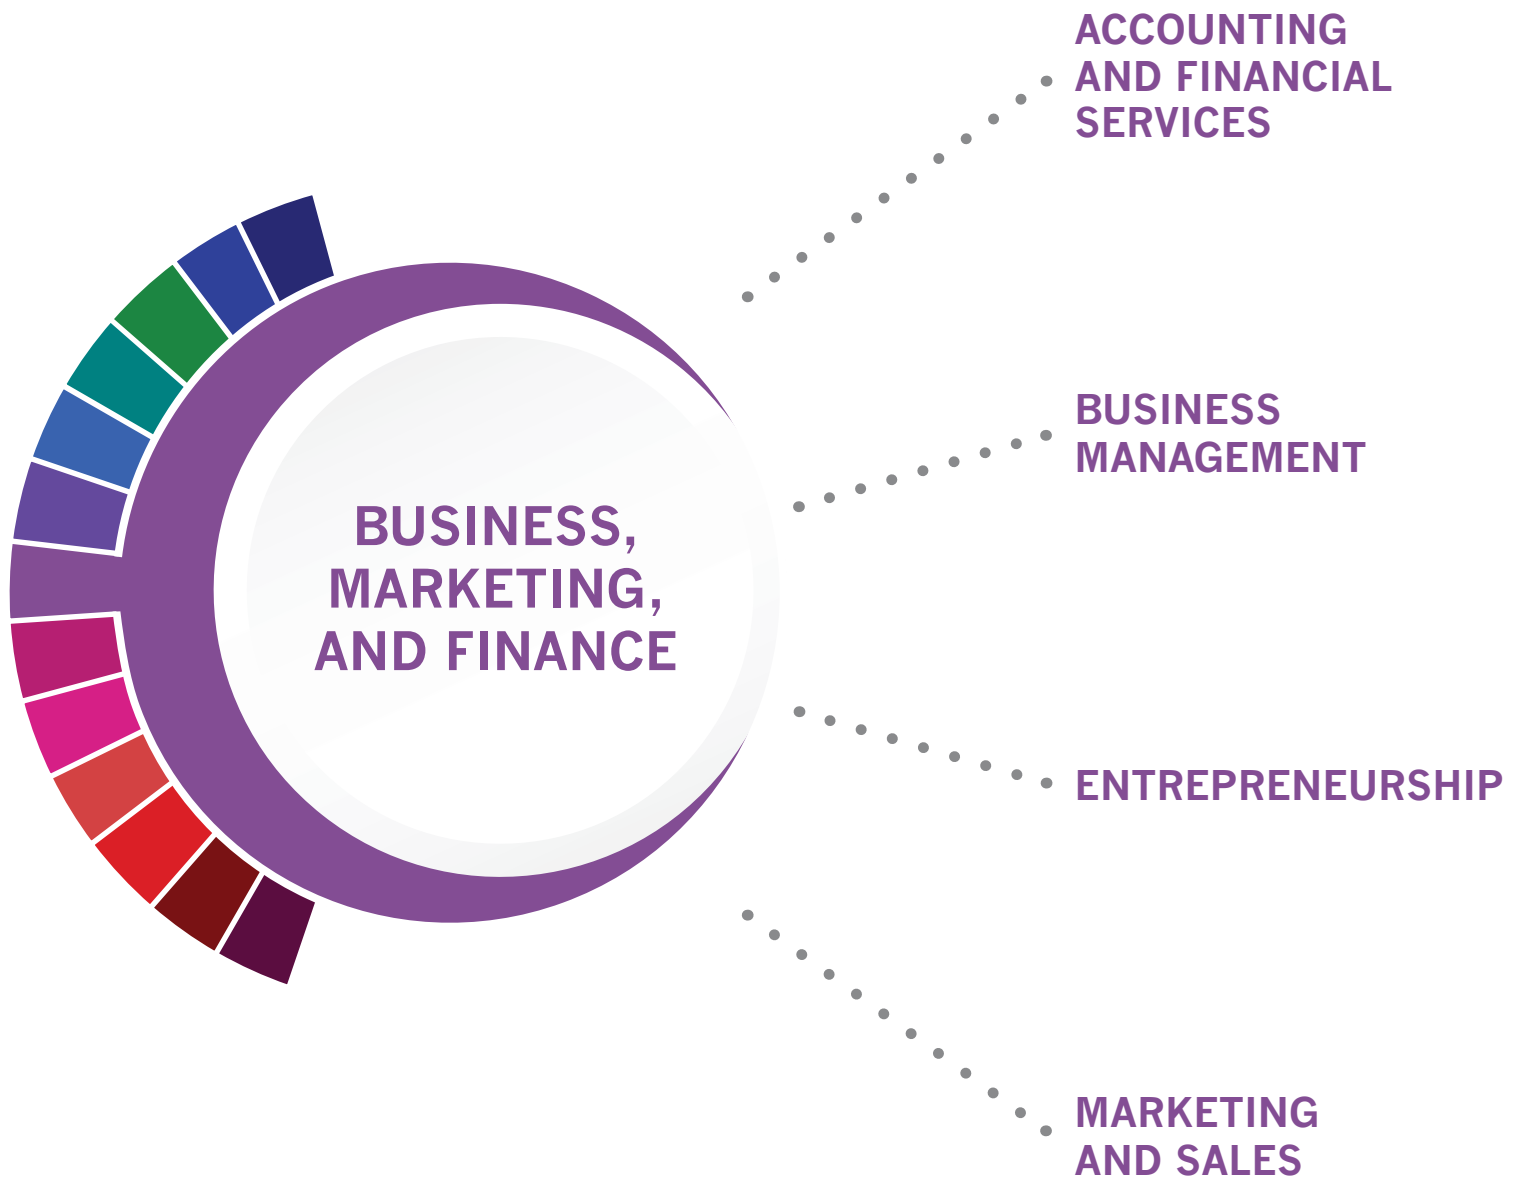 BUSINESS,
MARKETING,
AND FINANCE
ACCOUNTING
AND FINANCIAL
SERVICES
BUSINESS
MANAGEMENT
ENTREPRENEURSHIP
MARKETING
AND SALES